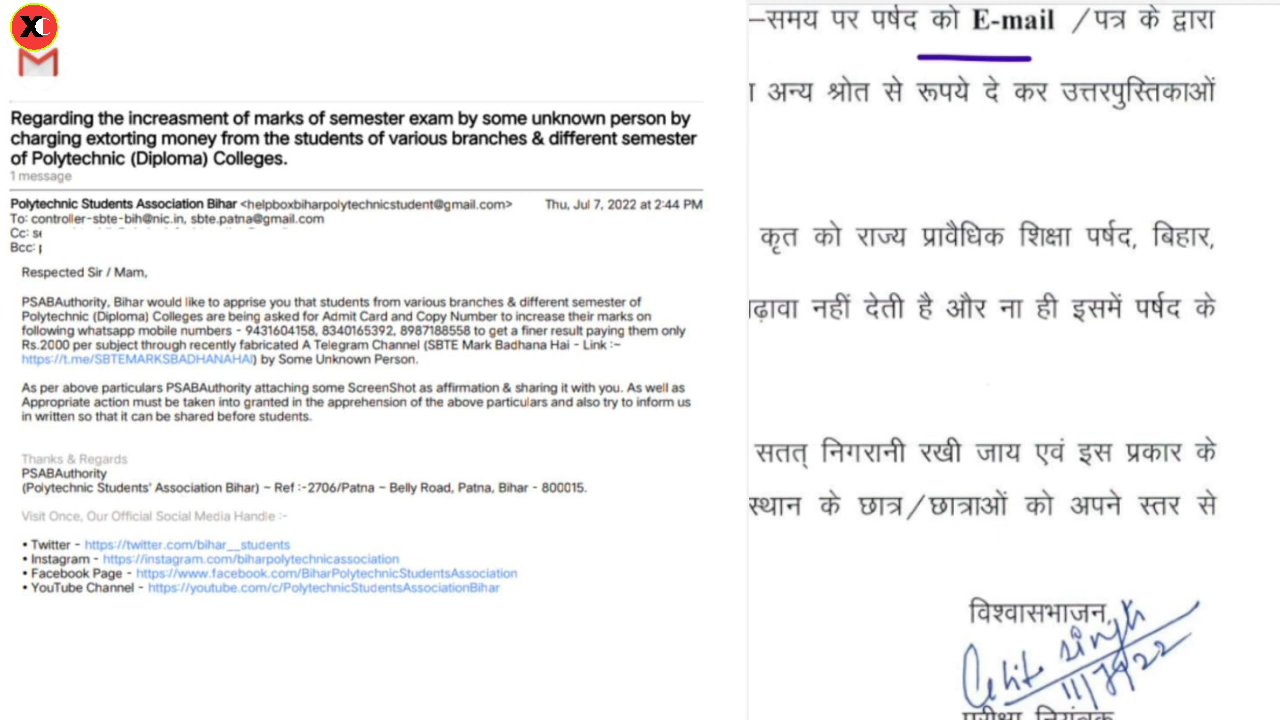 XC
Regarding the increasment of marks of semester exam by some unknown person by
charging extorting money from the students of various branches & different semester
of Polytechnic (Diploma) Colleges.
1 message
Polytechnic Students Association Bihar <helpboxbiharpolytechnicstudent@gmail.com> Thu, Jul 7, 2022 at 2:44 PM
To: controller-sbte-bih@nic.in, sbte.patna@gmail.com
Cc: se
Bcc:
Respected Sir / Mam,
PSABAuthority, Bihar would like to apprise you that students from various branches & different semester of
Polytechnic (Diploma) Colleges are being asked for Admit Card and Copy Number to increase their marks on
following whatsapp mobile numbers - 9431604158, 8340165392, 8987188558 to get a finer result paying them only
Rs.2000 per subject through recently fabricated A Telegram Channel (SBTE Mark Badhana Hai - Link :~
https://t.me/SBTEMARKSBADHANAHAI) by Some Unknown Person.
As per above particulars PSABAuthority attaching some ScreenShot as affirmation & sharing it with you. As well as
Appropriate action must be taken into granted in the apprehension of the above particulars and also try to inform us
in written so that it can be shared before students.
Thanks & Regards
PSABAuthority
(Polytechnic Students' Association Bihar) ~ Ref :-2706/Patna ~ Belly Road, Patna, Bihar - 800015.
Visit Once, Our Official Social Media Handle :-
• Twitter - https://twitter.com/bihar__students
• Instagram - https://instagram.com/biharpolytechnicassociation
• Facebook Page - https://www.facebook.com/BiharPolytechnicStudentsAssociation
• YouTube Channel - https://youtube.com/c/PolytechnicStudentsAssociationBihar
–समय पर पर्षद को E-mail /पत्र के द्वारा
अन्य श्रोत से रूपये दे कर उत्तरपुस्तिकाओं
कृत को राज्य प्रावैधिक शिक्षा पर्षद, बिहार,
ढ़ावा नहीं देती है और ना ही इसमें पर्षद के
सतत् निगरानी रखी जाय एवं इस प्रकार के
स्थान के छात्र/छात्राओं को अपने स्तर से
विश्वासभाजन,
Singh
11/7/22
परीक्षा नियंत्रक